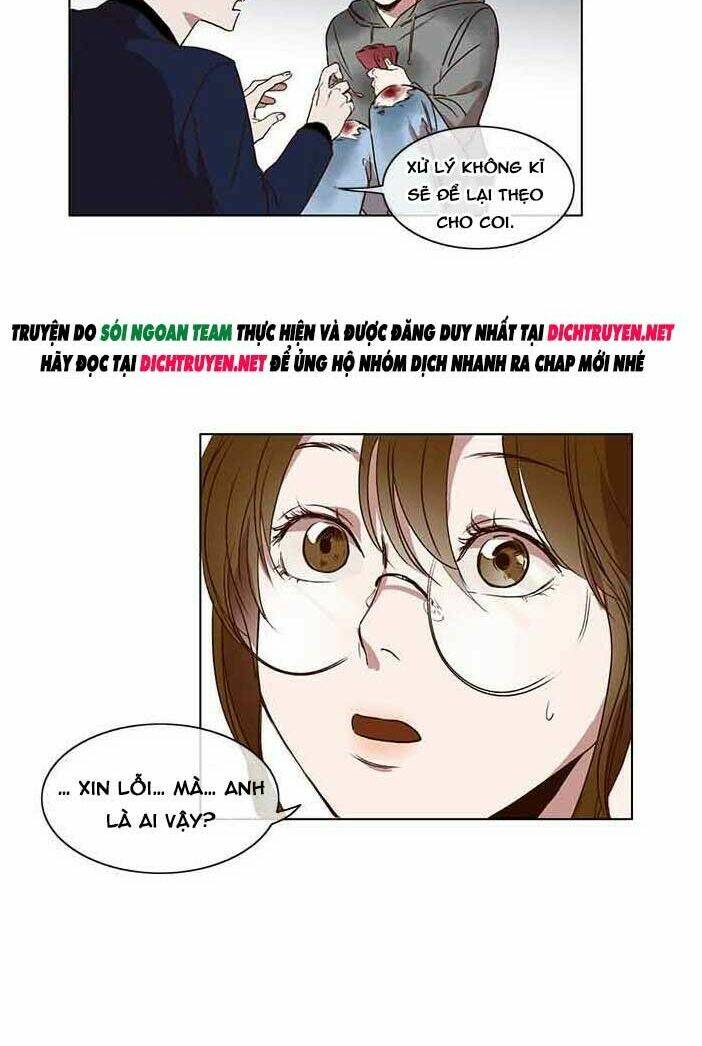 XỬ LÝ KHÔNG KĨ
SẼ ĐỂ LẠI THẸO
CHO COI.
TRUYỆN DO SÓI NGOAN TEAM THỰC HIỆN VÀ ĐƯỢC ĐĂNG DUY NHẤT TẠI DICHTRUYEN.NET
HÃY ĐỌC TẠI DICHTRUYEN.NET ĐỂ ỦNG HỘ NHÓM DỊCH NHANH RA CHAP MỚI NHÉ
... XIN LỖI... MÀ... ANH
LÀ AI VẬY?